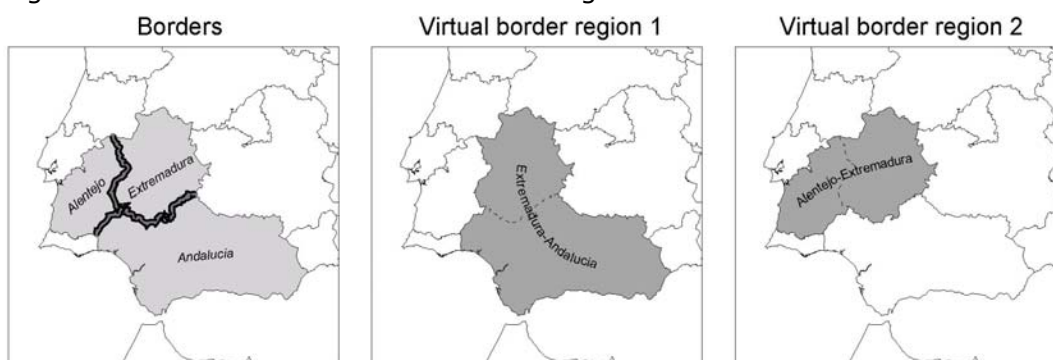 Borders
Virtual border region 1
Virtual border region 2
Alentejo
Extremadura
Andalucia
Extremadura-Andalucia
Alentejo-Extremadura